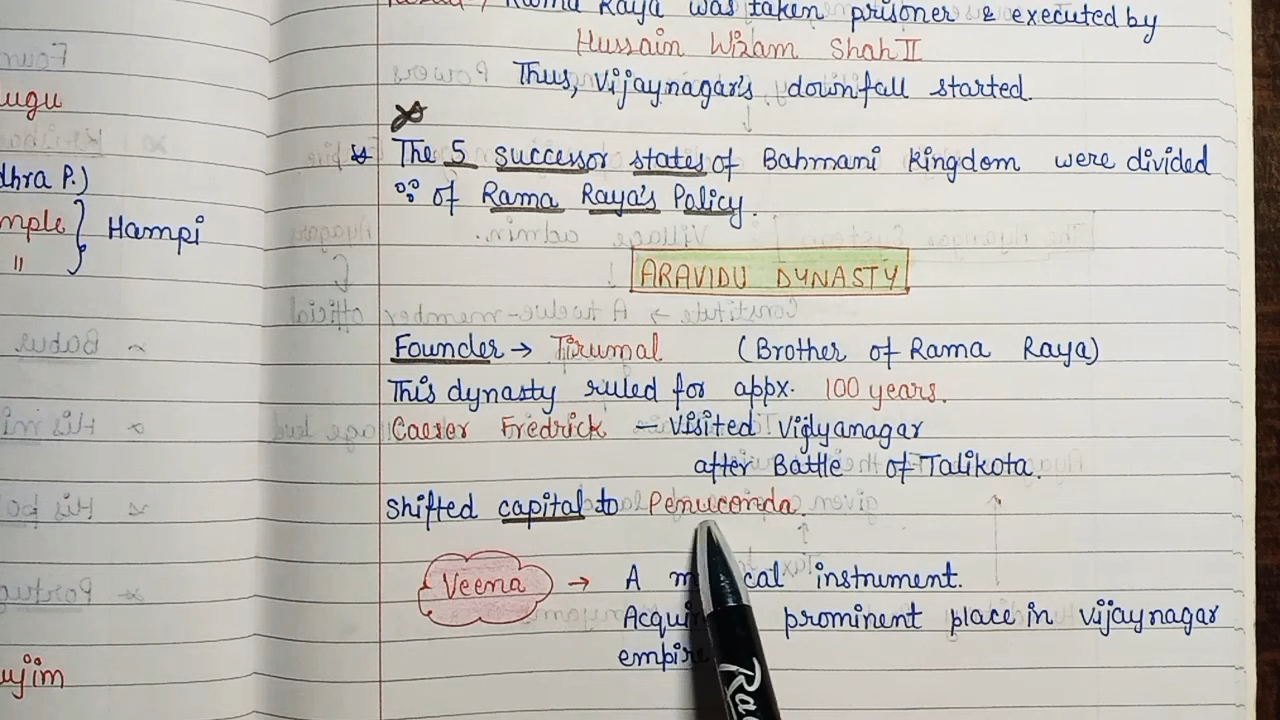 Rama Raya was taken prisoner & executed by
Hussain Nizam Shah II
Thus, Vijaynagar's downfall started.
The 5 successor states of Bahmani Kingdom were divided
∵ of Rama Raya's Policy.
ARAVIDU DYNASTY
Founder → Tirumal (Brother of Rama Raya)
This dynasty ruled for appx. 100 years.
Caeser Fredrick – Visited Vijyanagar
after Battle of Talikota.
shifted capital to Penuconda.
Veena → A cal instrument.
prominent place in Vijaynagar
empire
ugu
dhra P.)
mple } Hampi
"
ujim